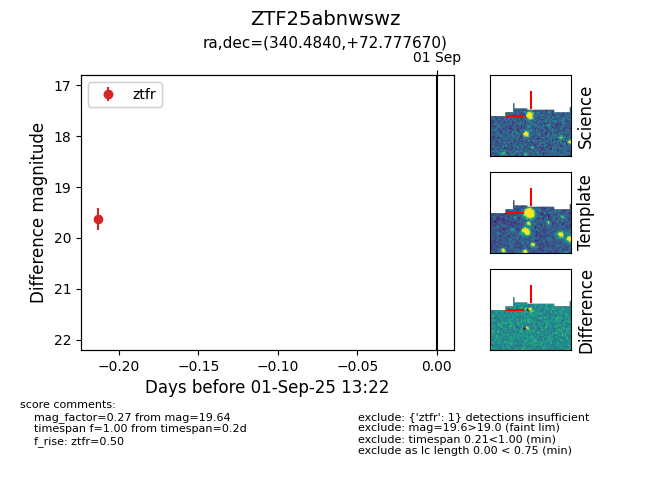 ZTF25abnwswz
ra,dec=(340.4840,+72.777670)
01 Sep
ztfr
17
18
19
20
21
22
Difference magnitude
−0.20
−0.15
−0.10
−0.05
0.00
Days before 01-Sep-25 13:22
Science
Template
Difference
score comments:
mag_factor=0.27 from mag=19.64
timespan f=1.00 from timespan=0.2d
f_rise: ztfr=0.50
exclude: {'ztfr': 1} detections insufficient
exclude: mag=19.6>19.0 (faint lim)
exclude: timespan 0.21<1.00 (min)
exclude as lc length 0.00 < 0.75 (min)